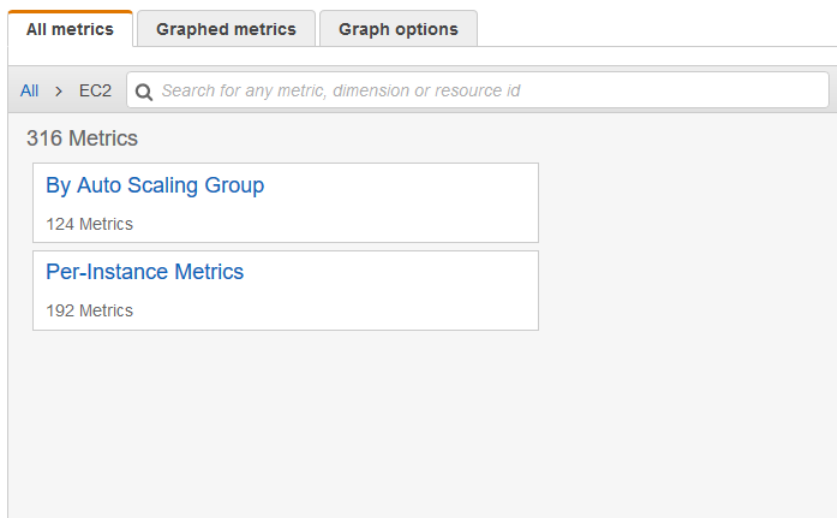 All metrics Graphed metrics Graph options
All > EC2 Search for any metric, dimension or resource id
316 Metrics
By Auto Scaling Group
124 Metrics
Per-Instance Metrics
192 Metrics